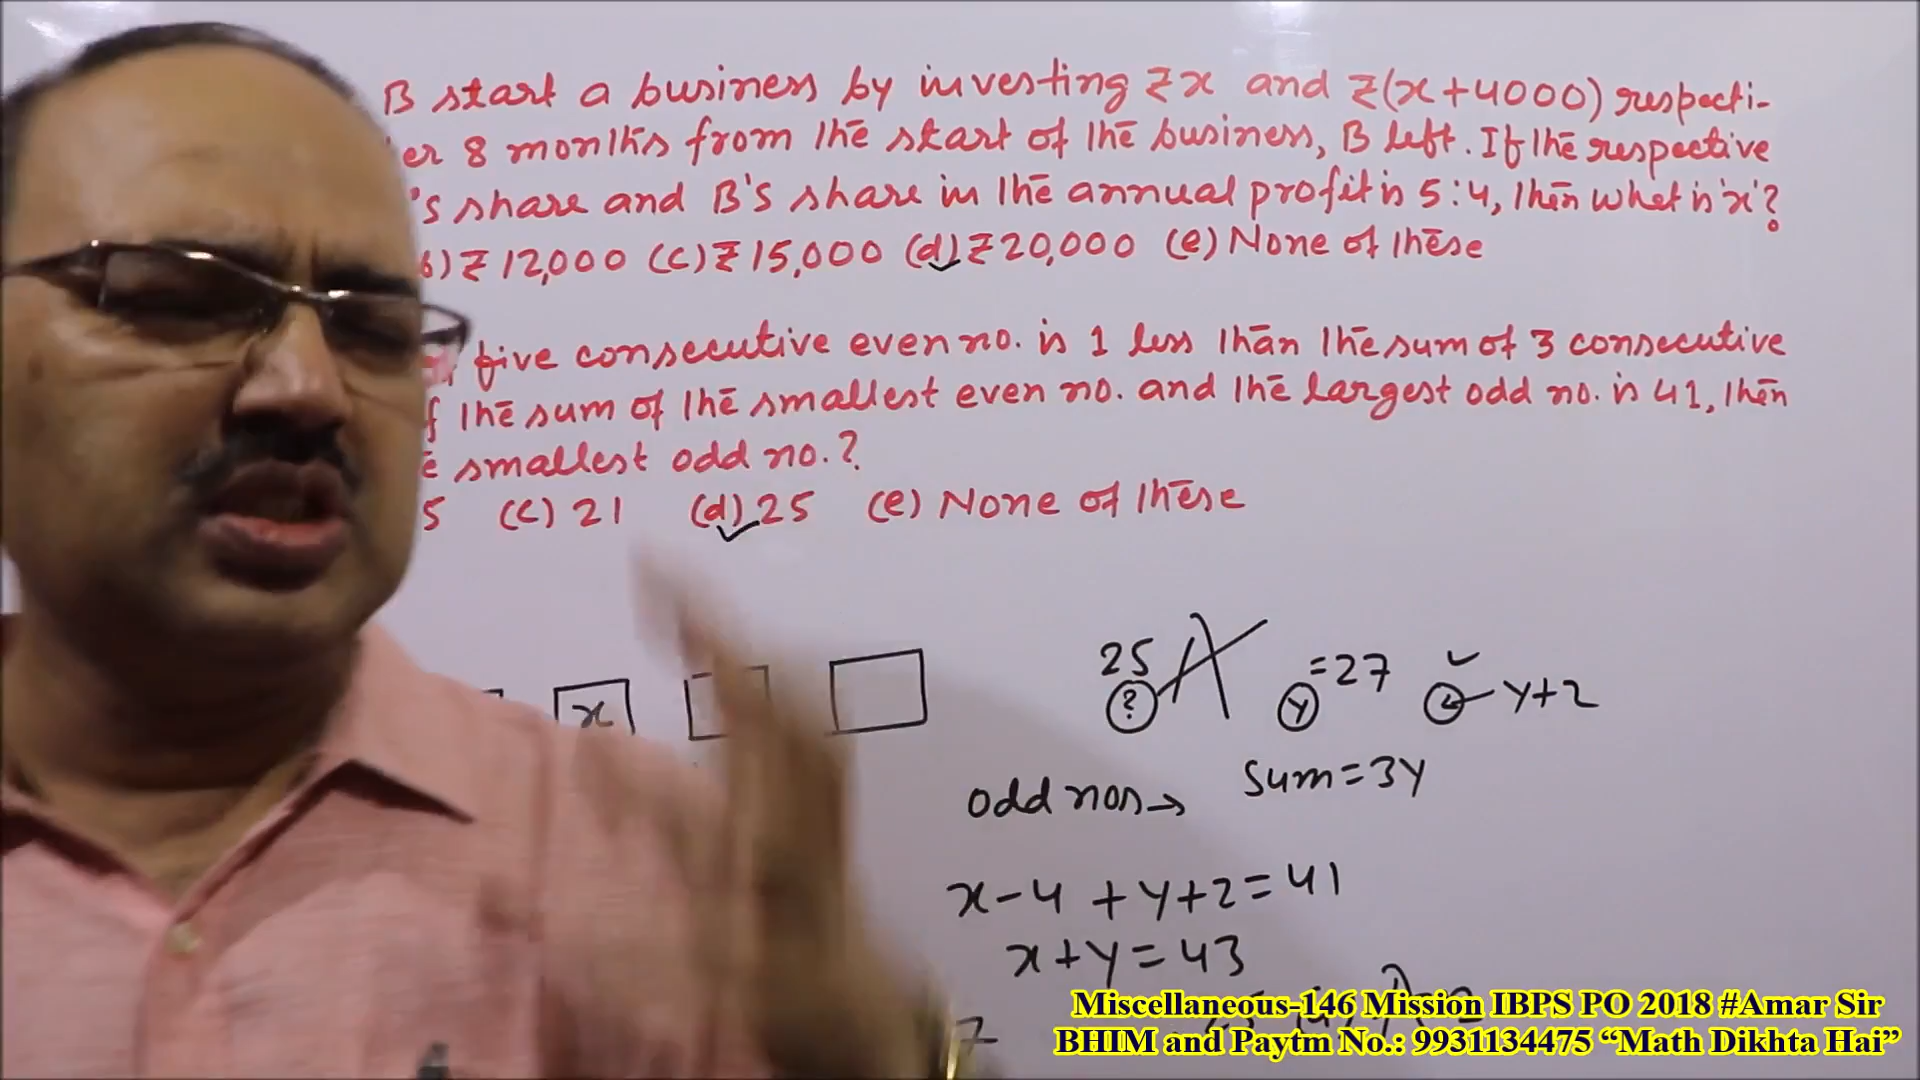 B start a business by investing ₹x and ₹(x+4000) respecti-
er 8 months from the start of the business, B left. If the respective
's share and B's share in the annual profit is 5:4, then what is 'x'?
b) ₹12,000 (c) ₹15,000 (d) ₹20,000 (e) None of these
five consecutive even no. is 1 less than the sum of 3 consecutive
f the sum of the smallest even no. and the largest odd no. is 41, then
e smallest odd no.?
5 (c) 21 (d) 25 (e) None of these
25 =27
x ? y y+2
Sum=3y
odd nos→
x-4 +y+2=41
x+y=43
Miscellaneous-146 Mission IBPS PO 2018 #Amar Sir
BHIM and Paytm No.: 9931134475 “Math Dikhta Hai”